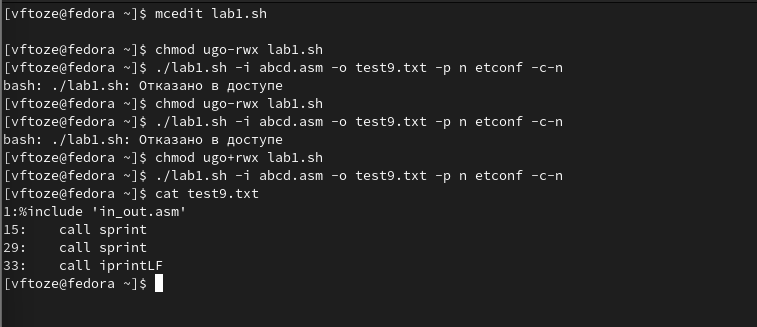 [vftoze@fedora ~]$ mcedit lab1.sh
[vftoze@fedora ~]$ chmod ugo-rwx lab1.sh
[vftoze@fedora ~]$ ./lab1.sh -i abcd.asm -o test9.txt -p n etconf -c-n
bash: ./lab1.sh: Отказано в доступе
[vftoze@fedora ~]$ chmod ugo-rwx lab1.sh
[vftoze@fedora ~]$ ./lab1.sh -i abcd.asm -o test9.txt -p n etconf -c-n
bash: ./lab1.sh: Отказано в доступе
[vftoze@fedora ~]$ chmod ugo+rwx lab1.sh
[vftoze@fedora ~]$ ./lab1.sh -i abcd.asm -o test9.txt -p n etconf -c-n
[vftoze@fedora ~]$ cat test9.txt
1:%include 'in_out.asm'
15:    call sprint
29:    call sprint
33:    call iprintLF
[vftoze@fedora ~]$